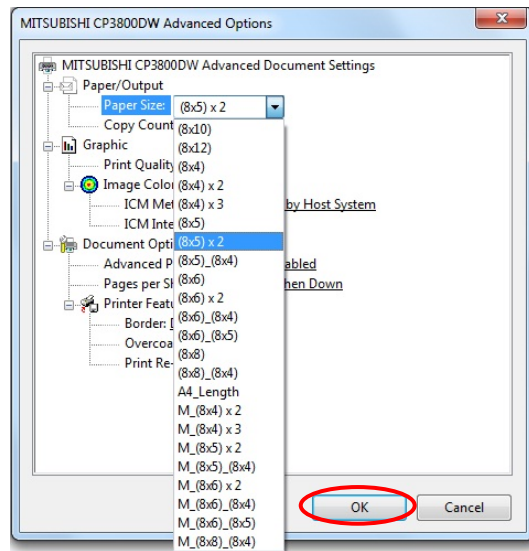 MITSUBISHI CP3800DW Advanced Options
MITSUBISHI CP3800DW Advanced Document Settings
Paper/Output
Paper Size: (8x5) x 2
Copy Count
Graphic
Print Quality
Image Colo
ICM Me
by Host System
ICM Inte
Document Opti
Advanced P
abled
Pages per Sh
hen Down
Printer Featu
Border:
Overcoa
Print Re-
(8x10)
(8x12)
(8x4)
(8x4) x 2
(8x4) x 3
(8x5)
(8x5) x 2
(8x5)_(8x4)
(8x6)
(8x6) x 2
(8x6)_(8x4)
(8x6)_(8x5)
(8x8)
(8x8)_(8x4)
A4_Length
M_(8x4) x 2
M_(8x4) x 3
M_(8x5) x 2
M_(8x5)_(8x4)
M_(8x6) x 2
M_(8x6)_(8x4)
M_(8x6)_(8x5)
M_(8x8)_(8x4)
OK
Cancel